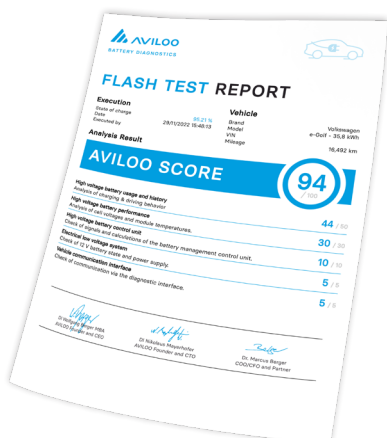 AVILOO
BATTERY DIAGNOSTICS
FLASH TEST REPORT
Execution
State of charge 95.21 %
Date 29/11/2022 15:48:13
Executed by
Vehicle
Brand Volkswagen
Model e-Golf - 35,8 kWh
VIN
Mileage 16,492 km
Analysis Result
AVILOO SCORE
94
/ 100
High voltage battery usage and history
Analysis of charging & driving behavior 44 / 50
High voltage battery performance
Analysis of cell voltages and module temperatures. 30 / 30
High voltage battery control unit
Check of signals and calculations of the battery management control unit. 10 / 10
Electrical low voltage system
Check of 12 V battery state and power supply. 5 / 5
Vehicle communication interface
Check of communication via the diagnostic interface. 5 / 5
DI Wolfgang Berger MBA
AVILOO Founder and CEO
DI Nikolaus Mayerhofer
AVILOO Founder and CTO
Dr. Marcus Berger
COO/CFO and Partner